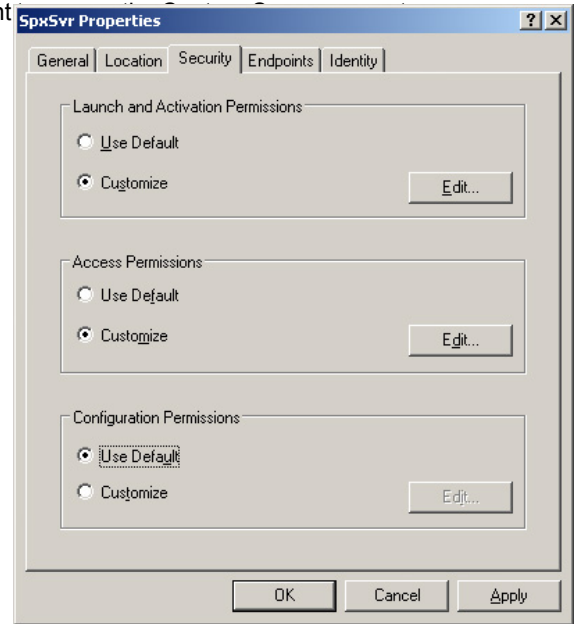 SpxSvr Properties
General Location Security Endpoints Identity
Launch and Activation Permissions
Use Default
Customize
Edit...
Access Permissions
Use Default
Customize
Edit...
Configuration Permissions
Use Default
Customize
Edit...
OK Cancel Apply